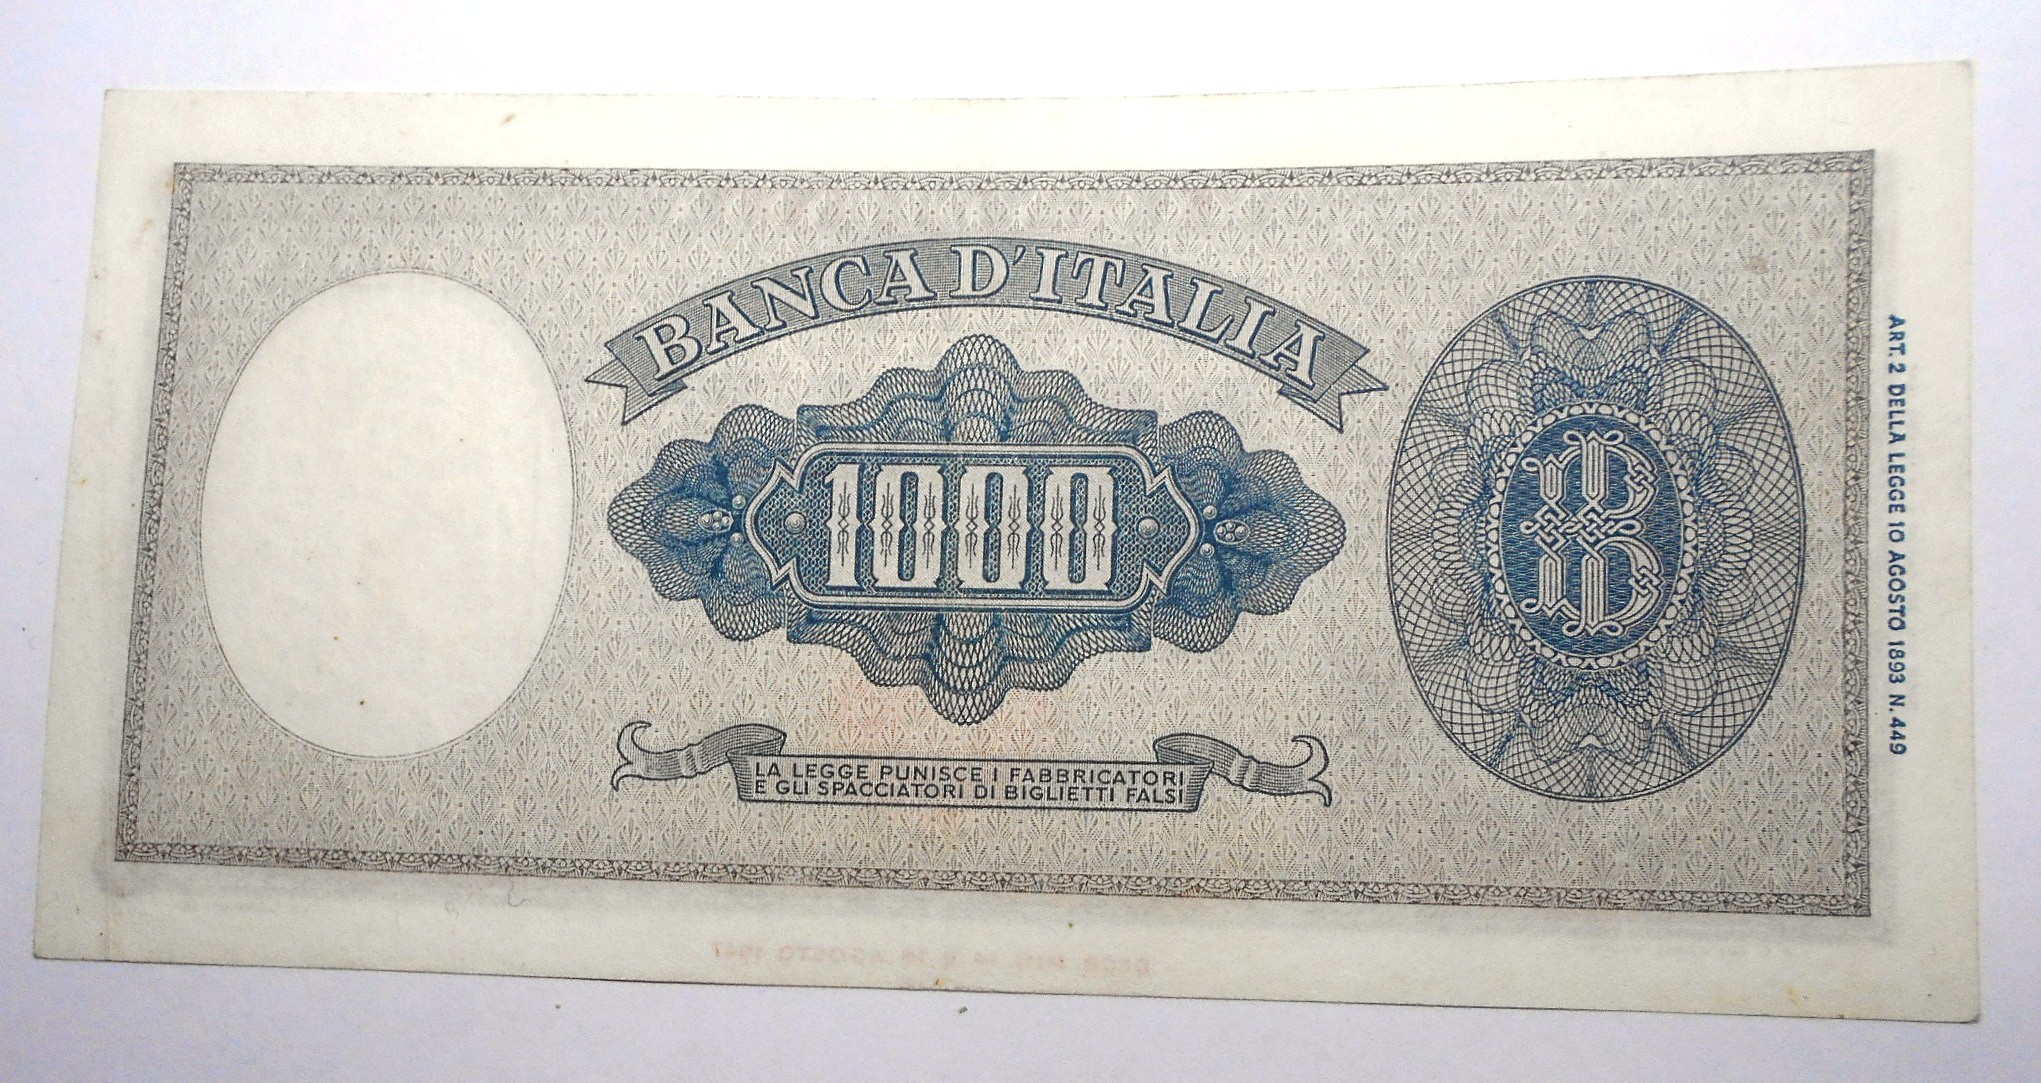 BANCA D'ITALIA
1000
B
LA LEGGE PUNISCE I FABBRICATORI
E GLI SPACCIATORI DI BIGLIETTI FALSI
ART. 2 DELLA LEGGE 10 AGOSTO 1893 N. 449